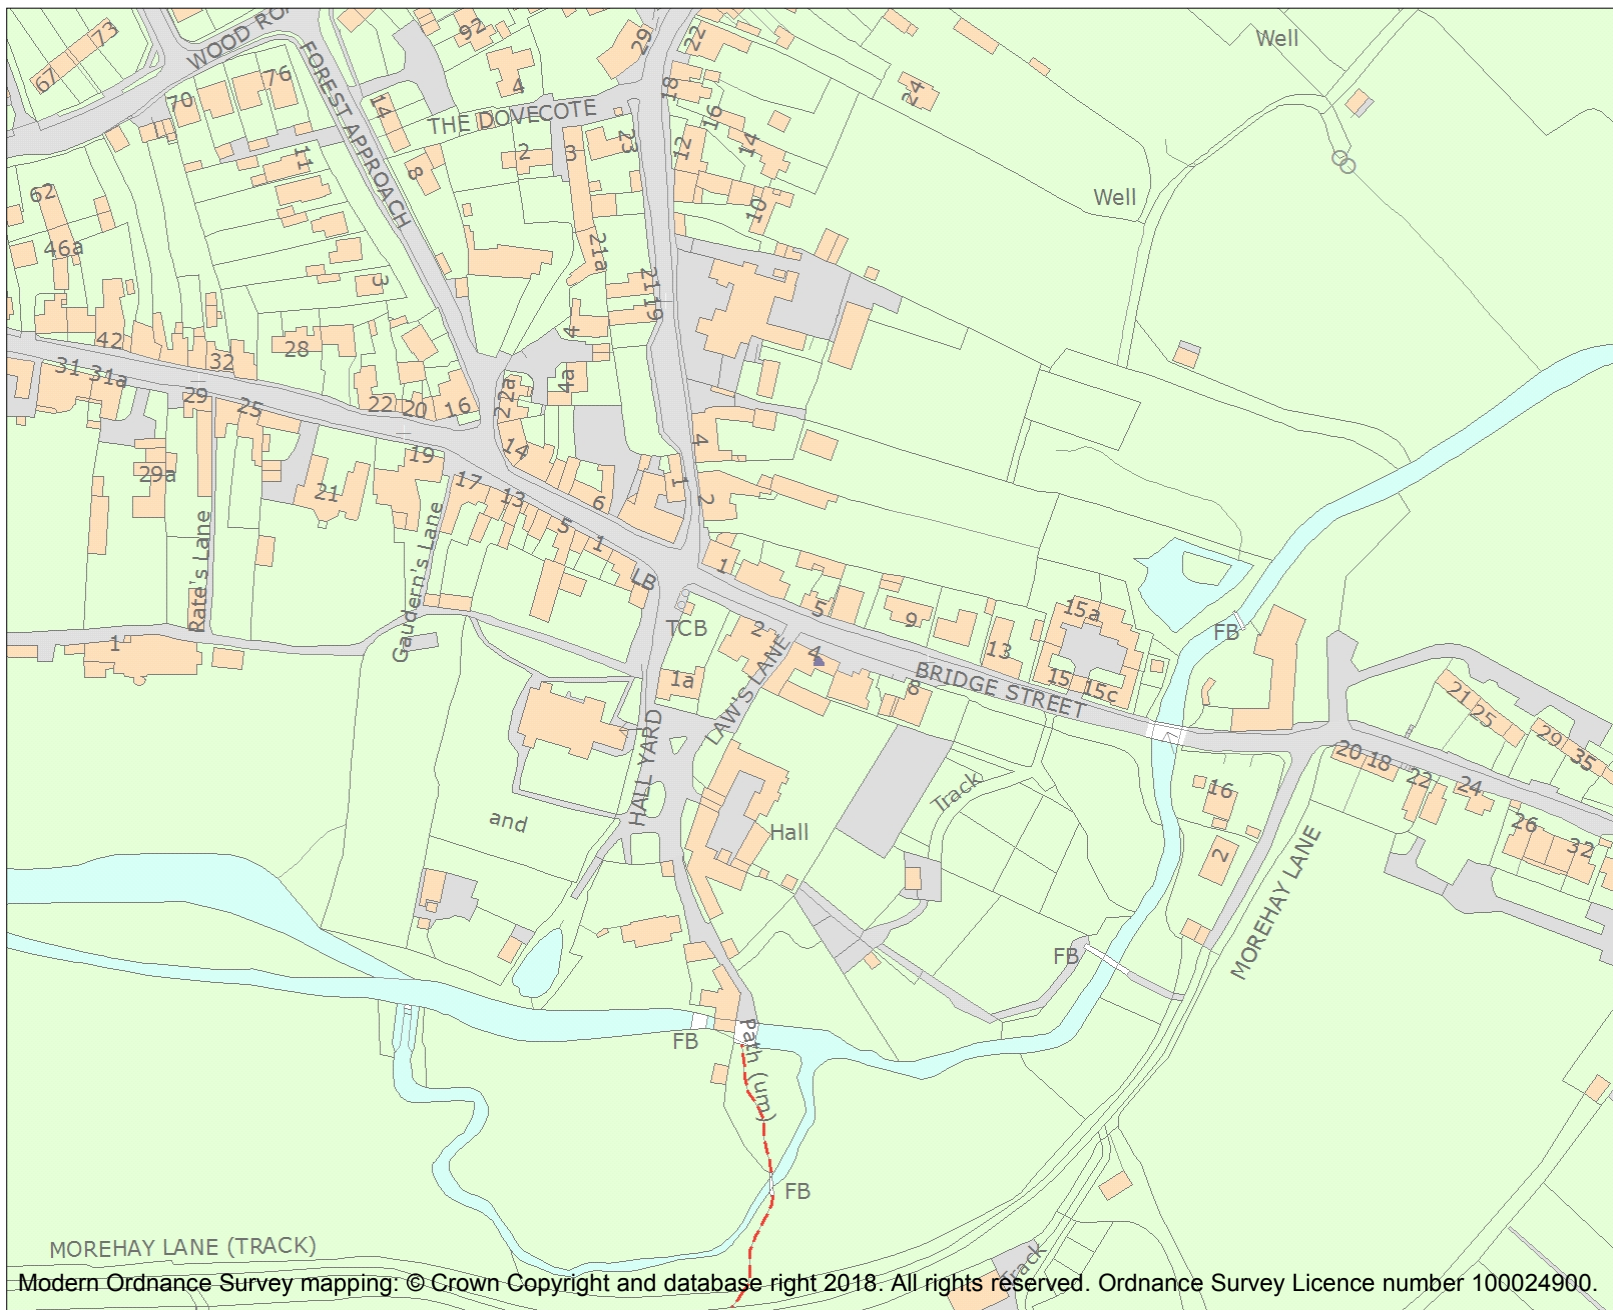 73
67
WOOD RO
76
70
FOREST APPROACH
92
4
14
THE DOVECOTE
29
22
18
24
Well
16
14
12
23
2
3
8
11
62
46a
10
Well
21a
21
19
3
4
4a
42
32
28
31
31a
29
25
22
20
16
2
2a
14
4
1
2
6
19
17
13
5
1
21
29a
Rate's Lane
Gaudern's Lane
1
LB
TCB
1
5
9
13
15a
15
15c
FB
2
4
8
BRIDGE STREET
1a
LAW'S LANE
HALL YARD
and
Hall
Track
16
2
20
18
22
24
26
32
21
25
29
35
MOREHAY LANE
FB
FB
Path (um)
FB
MOREHAY LANE (TRACK)
Track
Modern Ordnance Survey mapping: © Crown Copyright and database right 2018. All rights reserved. Ordnance Survey Licence number 100024900.